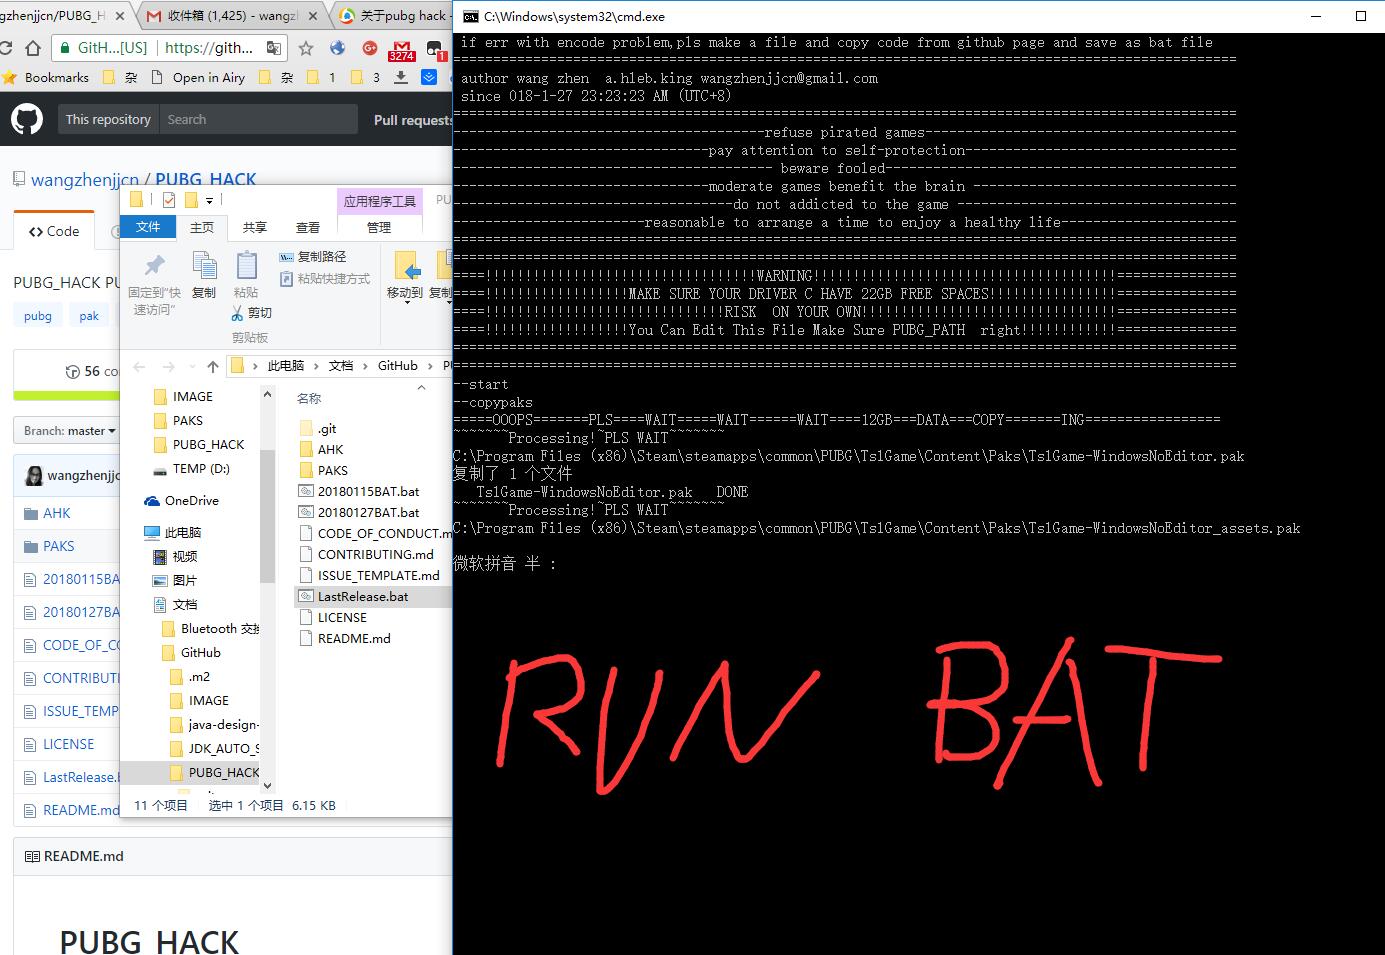 gzhenjjcn/PUBG_H
收件箱 (1,425) - wangz
关于pubg hack -
C:\Windows\system32\cmd.exe
GitH...[US]
https://gith...
3274
1
Bookmarks
杂
Open in Airy
杂
1
3
This repository
Search
Pull requests
wangzhenjjcn / PUBG_HACK
Code
PUBG_HACK PU
pubg
pak
56 co
Branch: master
wangzhenjjc
AHK
PAKS
20180115BA
20180127BA
CODE_OF_CO
CONTRIBUTI
ISSUE_TEMP
LICENSE
LastRelease.b
README.md
README.md
PUBG_HACK
应用程序工具
PU
文件
主页
共享
查看
管理
固定到"快
速访问"
复制
粘贴
复制路径
粘贴快捷方式
剪切
移动到
复制
剪贴板
此电脑
文档
GitHub
PU
IMAGE
PAKS
PUBG_HACK
TEMP (D:)
OneDrive
此电脑
视频
图片
文档
Bluetooth 交换
GitHub
.m2
IMAGE
java-design-
JDK_AUTO_S
PUBG_HACK
名称
.git
AHK
PAKS
20180115BAT.bat
20180127BAT.bat
CODE_OF_CONDUCT.m
CONTRIBUTING.md
ISSUE_TEMPLATE.md
LastRelease.bat
LICENSE
README.md
11 个项目
选中 1 个项目 6.15 KB
if err with encode problem,pls make a file and copy code from github page and save as bat file
author wang zhen a.hleb.king wangzhenjjcn@gmail.com
since 018-1-27 23:23:23 AM (UTC+8)
refuse pirated games
pay attention to self-protection
beware fooled
moderate games benefit the brain
do not addicted to the game
reasonable to arrange a time to enjoy a healthy life
WARNING
MAKE SURE YOUR DRIVER C HAVE 22GB FREE SPACES
RISK ON YOUR OWN
You Can Edit This File Make Sure PUBG_PATH right
--start
--copypaks
=====OOOPS=======PLS====WAIT=====WAIT======WAIT====12GB===DATA===COPY=======ING==============
~~~~~~~Processing!~PLS WAIT~~~~~~~
C:\Program Files (x86)\Steam\steamapps\common\PUBG\TslGame\Content\Paks\TslGame-WindowsNoEditor.pak
复制了 1 个文件
TslGame-WindowsNoEditor.pak DONE
~~~~~~~Processing!~PLS WAIT~~~~~~~
C:\Program Files (x86)\Steam\steamapps\common\PUBG\TslGame\Content\Paks\TslGame-WindowsNoEditor_assets.pak
微软拼音 半 :
RUN BAT